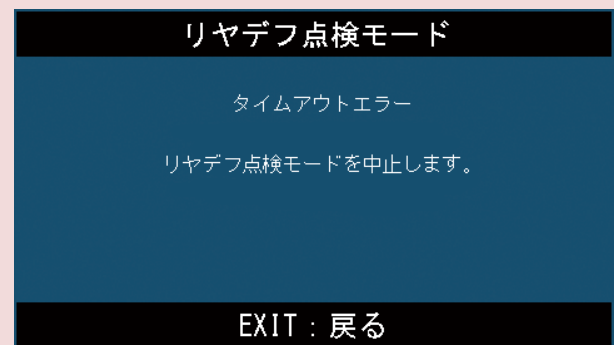 リヤデフ点検モード
タイムアウトエラー
リヤデフ点検モードを中止します。
EXIT：戻る